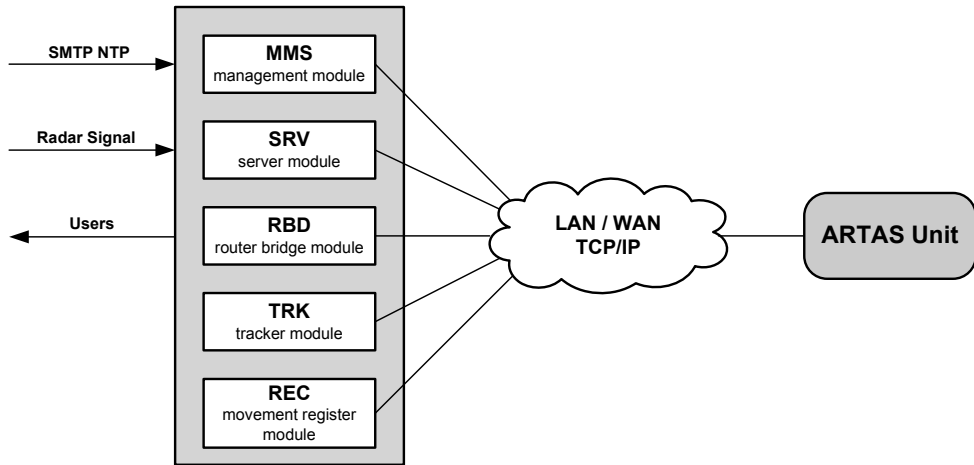 SMTP NTP
Radar Signal
Users
MMS
management module
SRV
server module
RBD
router bridge module
TRK
tracker module
REC
movement register
module
LAN / WAN
TCP/IP
ARTAS Unit